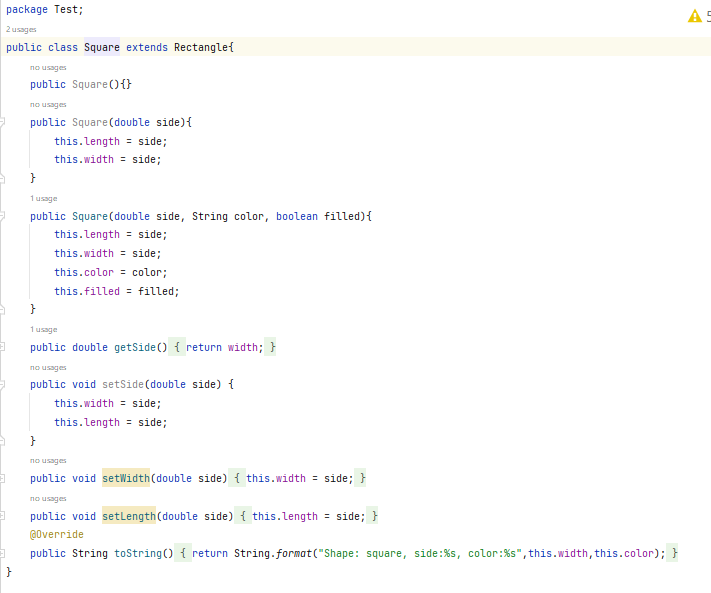 package Test;
2 usages
public class Square extends Rectangle{
no usages
public Square(){}
no usages
public Square(double side){
this.length = side;
this.width = side;
}
1 usage
public Square(double side, String color, boolean filled){
this.length = side;
this.width = side;
this.color = color;
this.filled = filled;
}
1 usage
public double getSide() { return width; }
no usages
public void setSide(double side) {
this.width = side;
this.length = side;
}
no usages
public void setWidth(double side) { this.width = side; }
no usages
public void setLength(double side) { this.length = side; }
@Override
public String toString() { return String.format("Shape: square, side:%s, color:%s",this.width,this.color); }
}